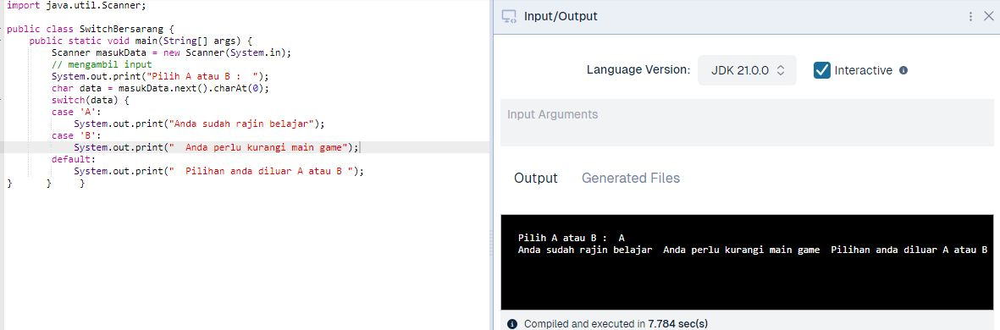 import java.util.Scanner;
public class SwitchBersarang {
public static void main(String[] args) {
Scanner masukData = new Scanner(System.in);
// mengambil input
System.out.print("Pilih A atau B :  ");
char data = masukData.next().charAt(0);
switch(data) {
case 'A':
System.out.print("Anda sudah rajin belajar");
case 'B':
System.out.print("  Anda perlu kurangi main game");
default:
System.out.print("  Pilihan anda diluar A atau B ");
}      }     }
Input/Output
Language Version: JDK 21.0.0 Interactive
Input Arguments
Output Generated Files
Pilih A atau B :  A
Anda sudah rajin belajar  Anda perlu kurangi main game  Pilihan anda diluar A atau B
Compiled and executed in 7.784 sec(s)